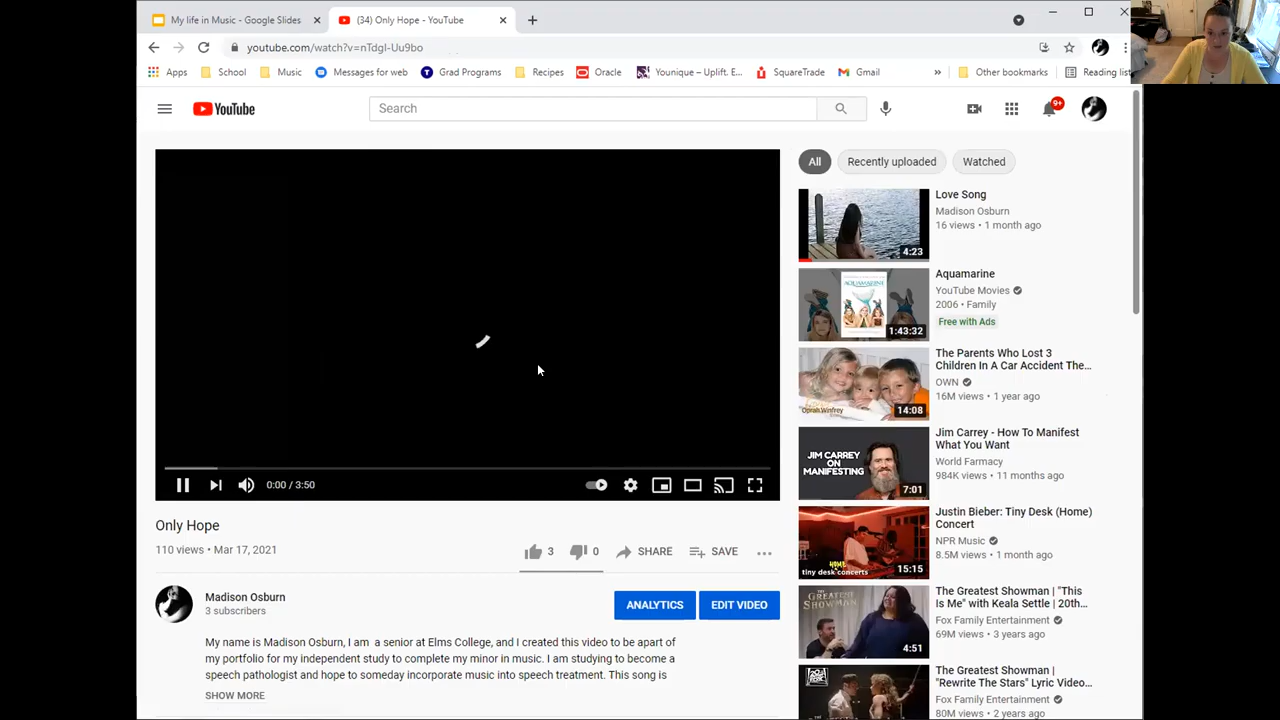 My life in Music - Google Slides
(34) Only Hope - YouTube
youtube.com/watch?v=nTdgI-Uu9bo
Apps School Music Messages for web Grad Programs Recipes Oracle Younique – Uplift. E... SquareTrade Gmail » Other bookmarks Reading list
YouTube
Search
9+
All Recently uploaded Watched
Love Song
Madison Osburn
16 views • 1 month ago
4:23
Aquamarine
YouTube Movies
2006 • Family
Free with Ads
AQUAMARINE
1:43:32
The Parents Who Lost 3
Children In A Car Accident The...
OWN
16M views • 1 year ago
Oprah Winfrey
14:08
Jim Carrey - How To Manifest
What You Want
World Farmacy
984K views • 11 months ago
JIM CARREY
ON
MANIFESTING
7:01
0:00 / 3:50
Justin Bieber: Tiny Desk (Home)
Concert
NPR Music
8.5M views • 1 month ago
HOME
tiny desk concerts
15:15
Only Hope
110 views • Mar 17, 2021
3 0 SHARE SAVE
Madison Osburn
3 subscribers
ANALYTICS EDIT VIDEO
My name is Madison Osburn, I am a senior at Elms College, and I created this video to be apart of
my portfolio for my independent study to complete my minor in music. I am studying to become a
speech pathologist and hope to someday incorporate music into speech treatment. This song is
SHOW MORE
The Greatest Showman | "This
Is Me" with Keala Settle | 20th...
Fox Family Entertainment
69M views • 3 years ago
THE GREATEST
SHOWMAN
4:51
The Greatest Showman |
"Rewrite The Stars" Lyric Video...
Fox Family Entertainment
80M views • 2 years ago